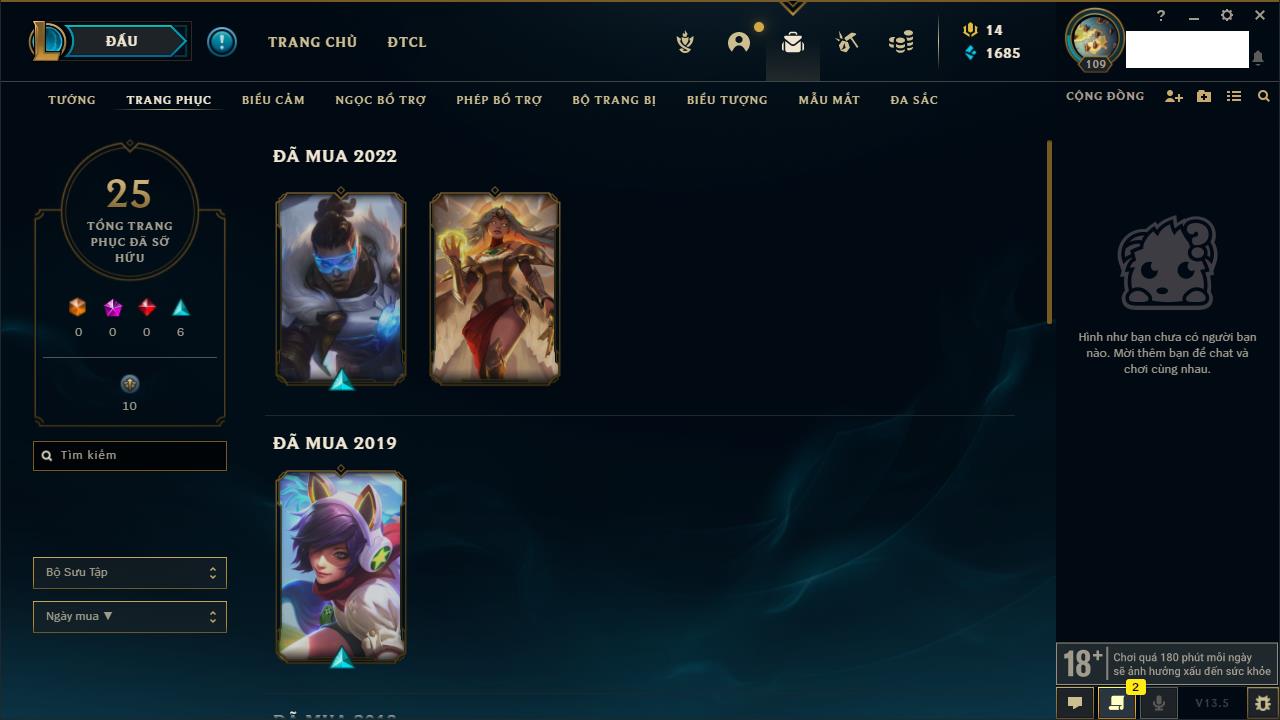 ĐẤU
TRANG CHỦ
ĐTCL
14
1685
109
TƯỚNG
TRANG PHỤC
BIỂU CẢM
NGỌC BỔ TRỢ
PHÉP BỔ TRỢ
BỘ TRANG BỊ
BIỂU TƯỢNG
MẪU MẮT
ĐA SẮC
CỘNG ĐỒNG
25
TỔNG TRANG
PHỤC ĐÃ SỞ
HỮU
0
0
0
6
10
Tìm kiếm
Bộ Sưu Tập
Ngày mua ▼
ĐÃ MUA 2022
ĐÃ MUA 2019
Hình như bạn chưa có người bạn
nào. Mời thêm bạn để chat và
chơi cùng nhau.
18+
Chơi quá 180 phút mỗi ngày
sẽ ảnh hưởng xấu đến sức khỏe
2
V13.5